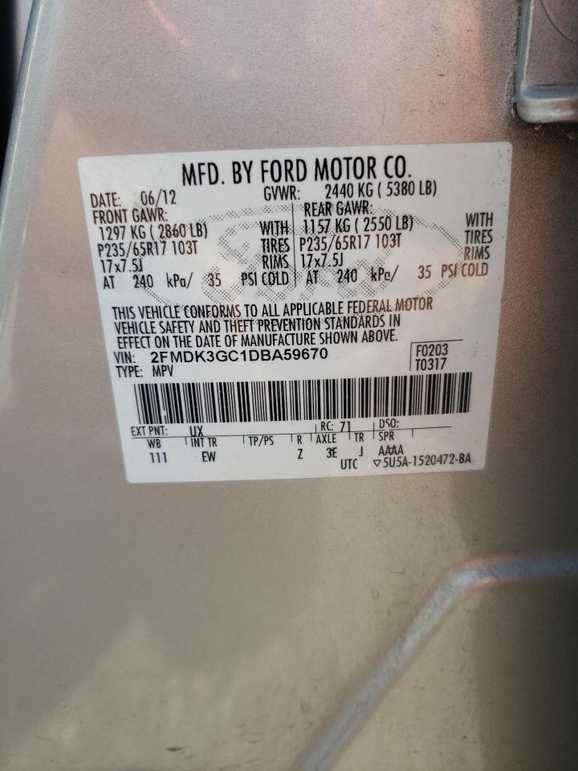 MFD. BY FORD MOTOR CO.
DATE: 06/12 GVWR: 2440 KG ( 5380 LB)
FRONT GAWR: REAR GAWR:
1297 KG ( 2860 LB) WITH 1157 KG ( 2550 LB) WITH
P235/65R17 103T TIRES P235/65R17 103T TIRES
17x7.5J RIMS 17x7.5J RIMS
AT 240 kPa/ 35 PSI COLD AT 240 kPa/ 35 PSI COLD
THIS VEHICLE CONFORMS TO ALL APPLICABLE FEDERAL MOTOR
VEHICLE SAFETY AND THEFT PREVENTION STANDARDS IN
EFFECT ON THE DATE OF MANUFACTURE SHOWN ABOVE.
VIN: 2FMDK3GC1DBA59670 F0203
TYPE: MPV T0317
EXT PNT: UX RC: 71 DSO:
WB INT TR TP/PS R AXLE TR SPR
111 EW Z 3E J AAAA
UTC ▽5U5A-1520472-BA